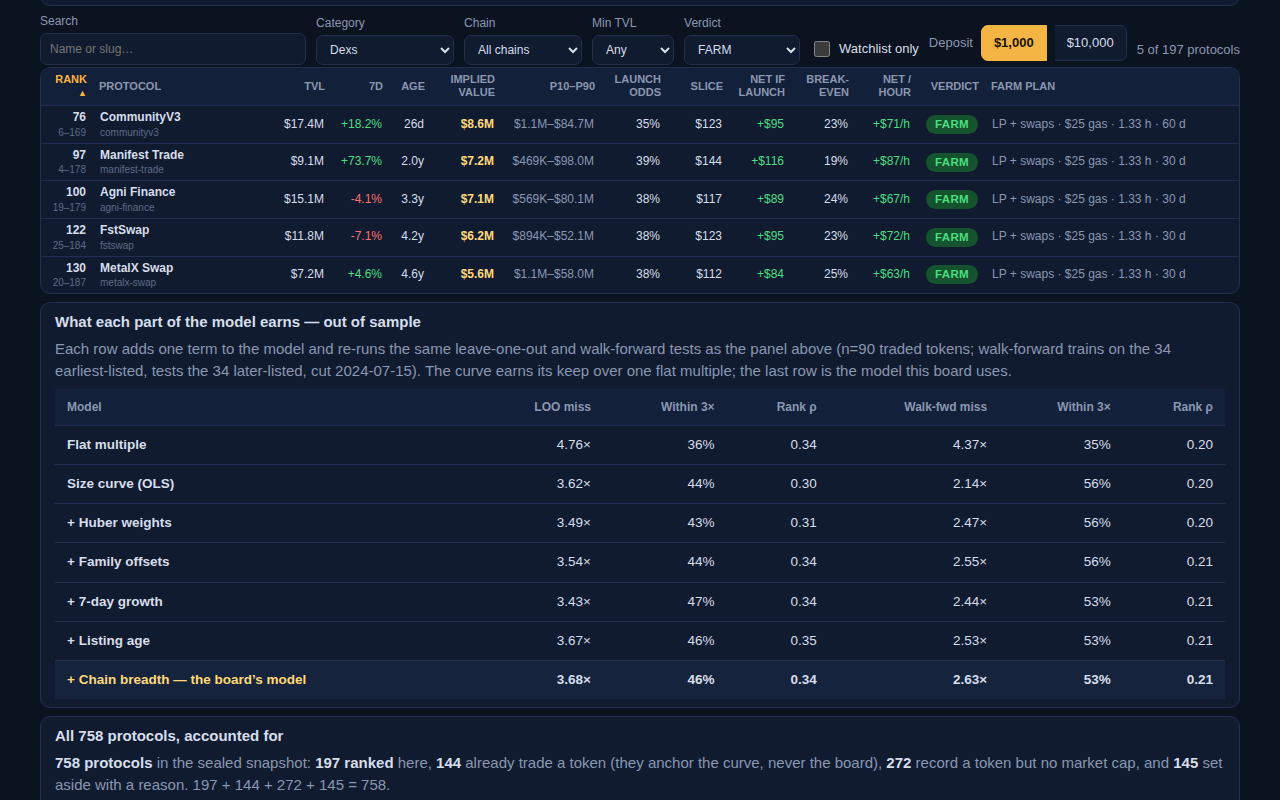 Search
Category
Chain
Min TVL
Verdict
Name or slug…
Dexs
All chains
Any
FARM
Watchlist only
Deposit
$1,000
$10,000
5 of 197 protocols
RANK ▲ PROTOCOL TVL 7D AGE IMPLIED VALUE P10–P90 LAUNCH ODDS SLICE NET IF LAUNCH BREAK-EVEN NET / HOUR VERDICT FARM PLAN
76 CommunityV3 $17.4M +18.2% 26d $8.6M $1.1M–$84.7M 35% $123 +$95 23% +$71/h FARM LP + swaps · $25 gas · 1.33 h · 60 d
6–169 communityv3
97 Manifest Trade $9.1M +73.7% 2.0y $7.2M $469K–$98.0M 39% $144 +$116 19% +$87/h FARM LP + swaps · $25 gas · 1.33 h · 30 d
4–178 manifest-trade
100 Agni Finance $15.1M -4.1% 3.3y $7.1M $569K–$80.1M 38% $117 +$89 24% +$67/h FARM LP + swaps · $25 gas · 1.33 h · 30 d
19–179 agni-finance
122 FstSwap $11.8M -7.1% 4.2y $6.2M $894K–$52.1M 38% $123 +$95 23% +$72/h FARM LP + swaps · $25 gas · 1.33 h · 30 d
25–184 fstswap
130 MetalX Swap $7.2M +4.6% 4.6y $5.6M $1.1M–$58.0M 38% $112 +$84 25% +$63/h FARM LP + swaps · $25 gas · 1.33 h · 30 d
20–187 metalx-swap
What each part of the model earns — out of sample
Each row adds one term to the model and re-runs the same leave-one-out and walk-forward tests as the panel above (n=90 traded tokens; walk-forward trains on the 34
earliest-listed, tests the 34 later-listed, cut 2024-07-15). The curve earns its keep over one flat multiple; the last row is the model this board uses.
Model LOO miss Within 3× Rank ρ Walk-fwd miss Within 3× Rank ρ
Flat multiple 4.76× 36% 0.34 4.37× 35% 0.20
Size curve (OLS) 3.62× 44% 0.30 2.14× 56% 0.20
+ Huber weights 3.49× 43% 0.31 2.47× 56% 0.20
+ Family offsets 3.54× 44% 0.34 2.55× 56% 0.21
+ 7-day growth 3.43× 47% 0.34 2.44× 53% 0.21
+ Listing age 3.67× 46% 0.35 2.53× 53% 0.21
+ Chain breadth — the board’s model 3.68× 46% 0.34 2.63× 53% 0.21
All 758 protocols, accounted for
758 protocols in the sealed snapshot: 197 ranked here, 144 already trade a token (they anchor the curve, never the board), 272 record a token but no market cap, and 145 set
aside with a reason. 197 + 144 + 272 + 145 = 758.